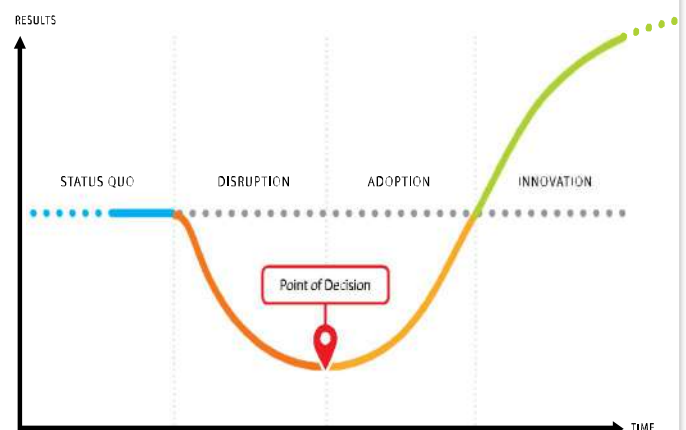 RESULTS
STATUS QUO
DISRUPTION
ADOPTION
INNOVATION
Point of Decision
TIME